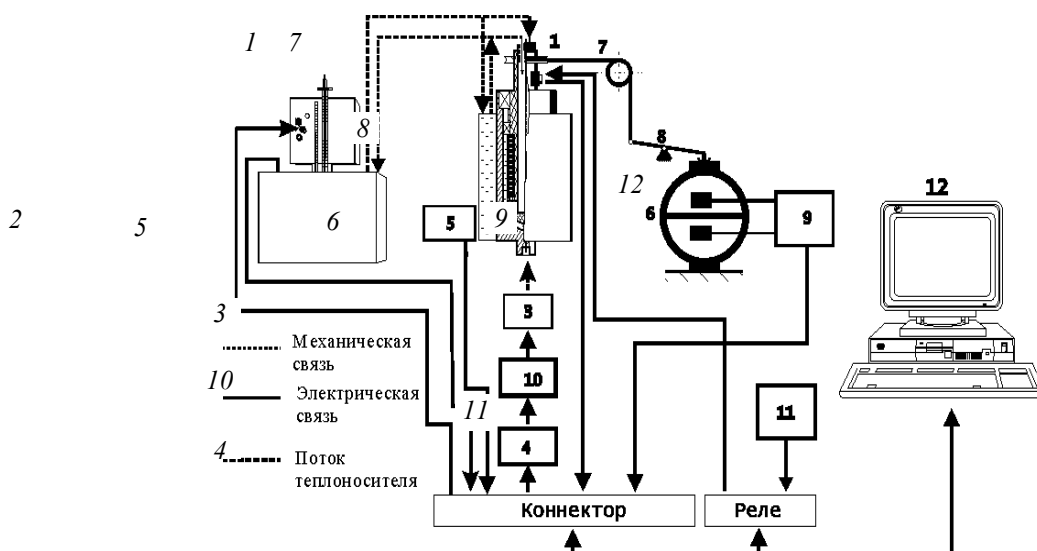 1 7
1
7
8
8
12
12
2
5
6
5
9
6
9
3
3
Механическая
связь
10
10
11
11
Электрическая
связь
4
4
Поток
теплоносителя
Коннектор
Реле